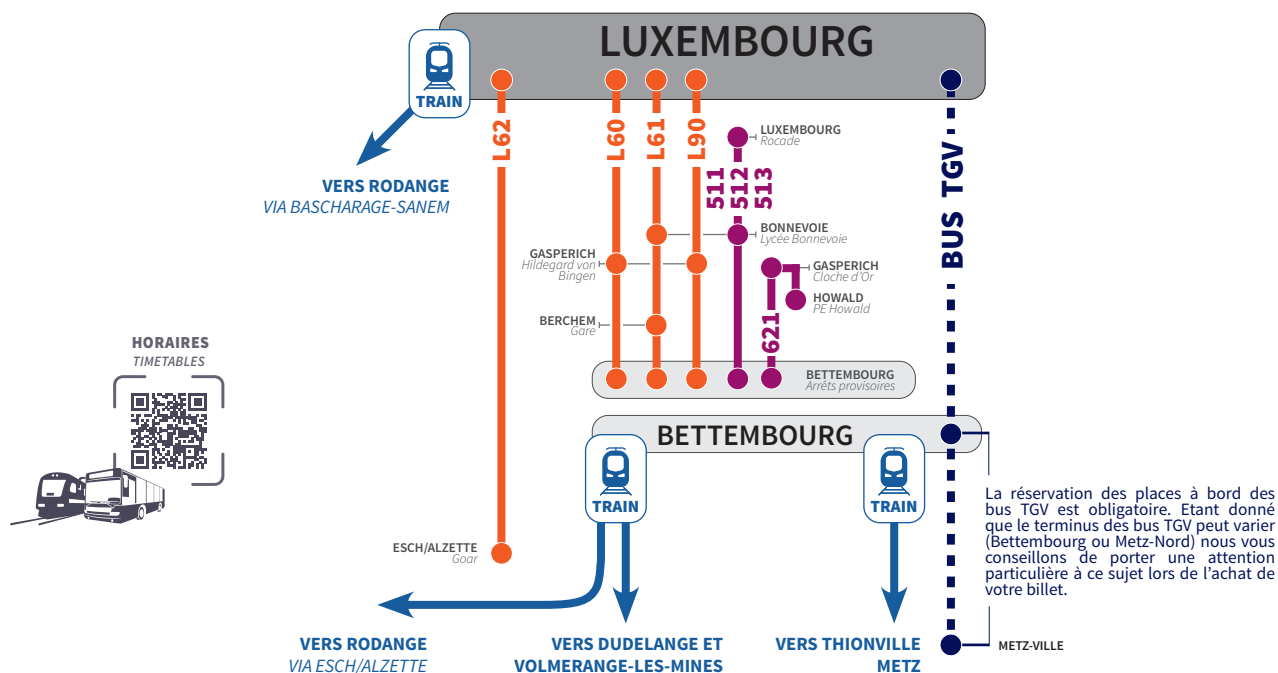 LUXEMBOURG
TRAIN
VERS RODANGE
VIA BASCHARAGE-SANEM
L62
L60
L61
L90
511
512
513
LUXEMBOURG
Rocade
BUS TGV
BONNEVOIE
Lycée Bonnevoie
GASPERICH
Hildegard von
Bingen
GASPERICH
Cloche d'Or
HOWALD
PE Howald
BERCHEM
Gare
621
HORAIRES
TIMETABLES
BETTEMBOURG
Arrêts provisoires
BETTEMBOURG
TRAIN
TRAIN
La réservation des places à bord des
bus TGV est obligatoire. Etant donné
que le terminus des bus TGV peut varier
(Bettembourg ou Metz-Nord) nous vous
conseillons de porter une attention
particulière à ce sujet lors de l'achat de
votre billet.
ESCH/ALZETTE
Goar
VERS RODANGE
VIA ESCH/ALZETTE
VERS DUDELANGE ET
VOLMERANGE-LES-MINES
VERS THIONVILLE
METZ
METZ-VILLE